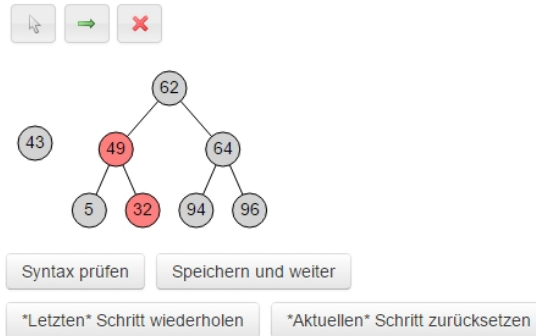 62
43
49
64
5
32
94
96
Syntax prüfen
Speichern und weiter
*Letzten* Schritt wiederholen
*Aktuellen* Schritt zurücksetzen